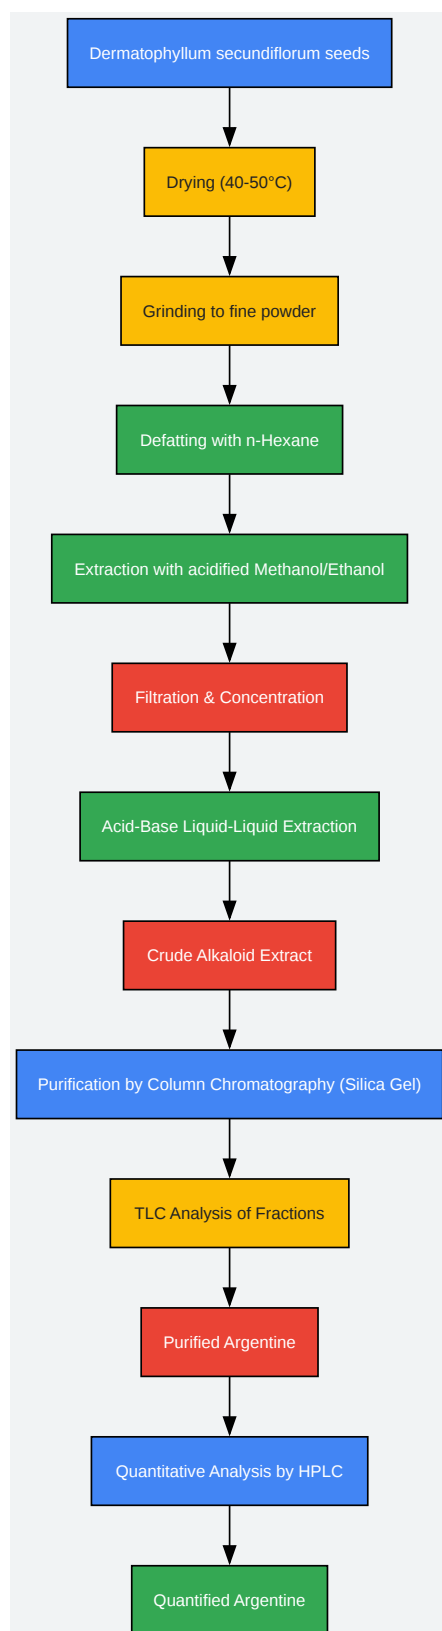 Dermatophyllum secundiflorum seeds
Drying (40-50°C)
Grinding to fine powder
Defatting with n-Hexane
Extraction with acidified Methanol/Ethanol
Filtration & Concentration
Acid-Base Liquid-Liquid Extraction
Crude Alkaloid Extract
Purification by Column Chromatography (Silica Gel)
TLC Analysis of Fractions
Purified Argentine
Quantitative Analysis by HPLC
Quantified Argentine